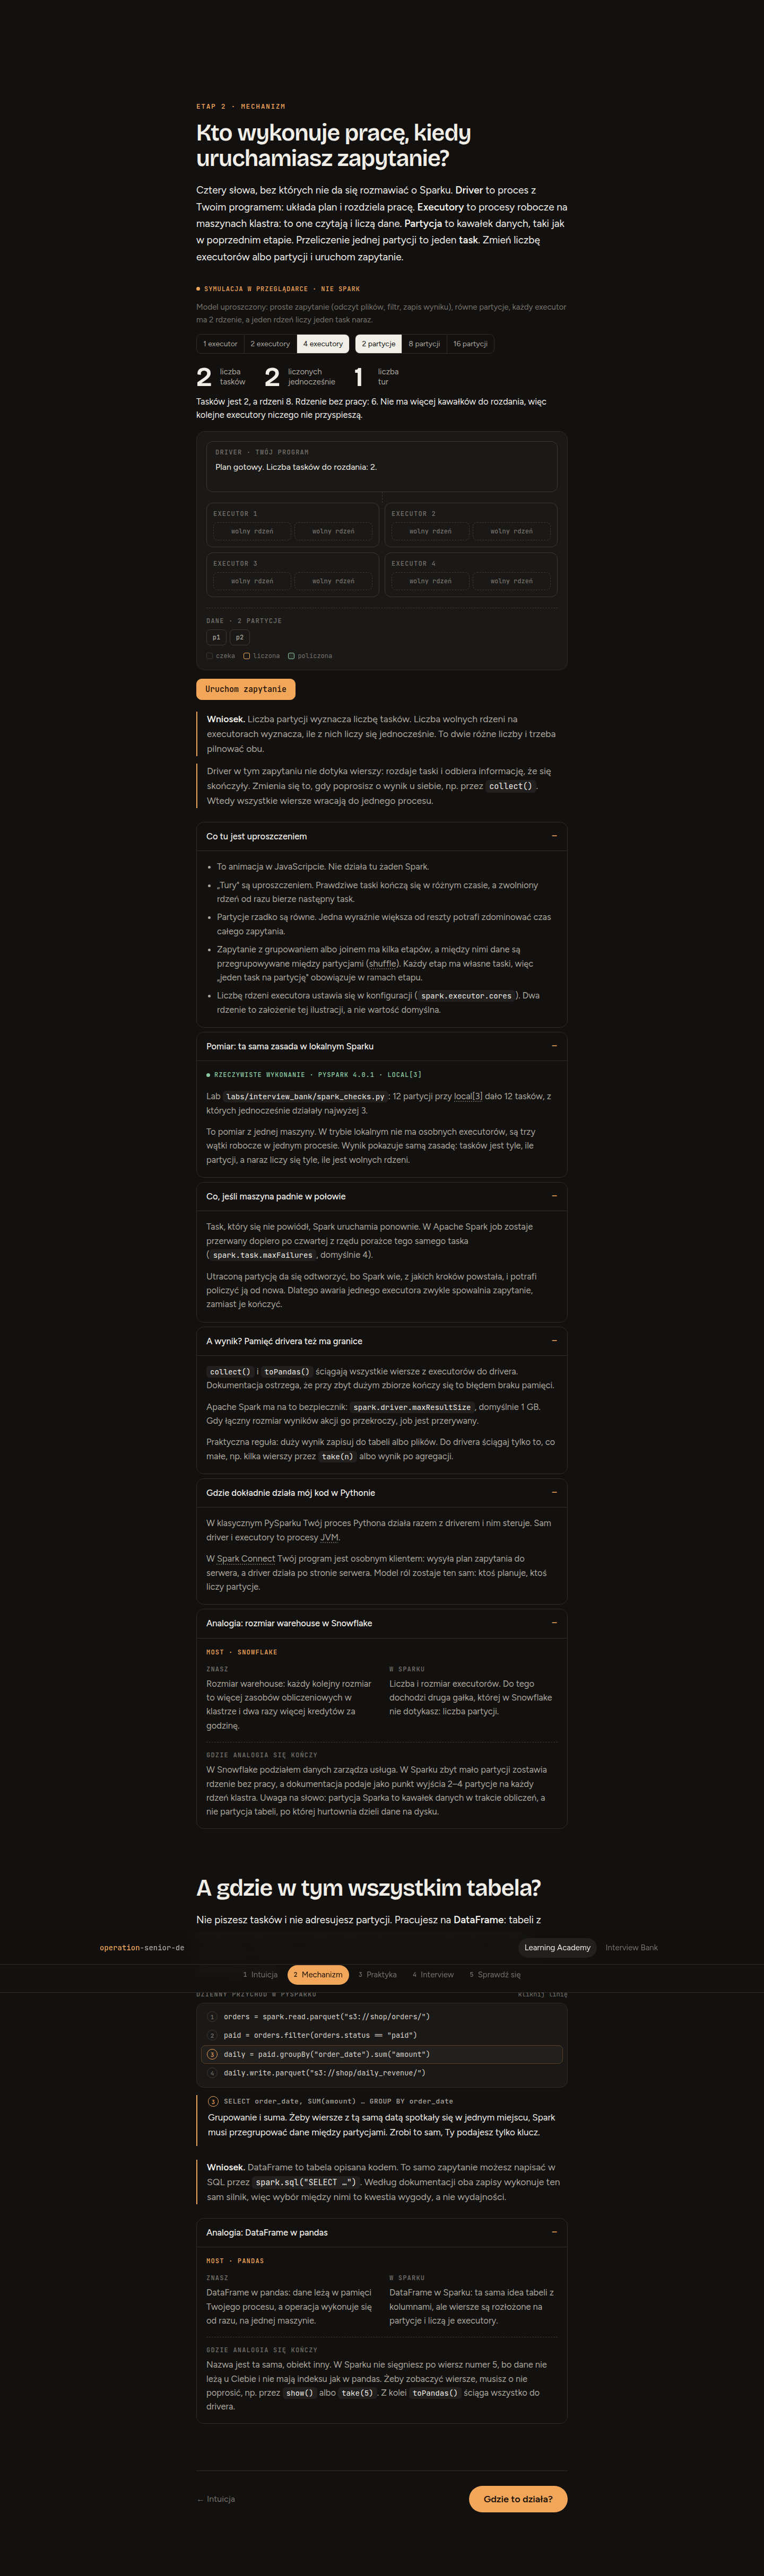 ETAP 2 · MECHANIZM
Kto wykonuje pracę, kiedy
uruchamiasz zapytanie?
Cztery słowa, bez których nie da się rozmawiać o Sparku. Driver to proces z
Twoim programem: układa plan i rozdziela pracę. Executory to procesy robocze na
maszynach klastra: to one czytają i liczą dane. Partycja to kawałek danych, taki jak
w poprzednim etapie. Przeliczenie jednej partycji to jeden task. Zmień liczbę
executorów albo partycji i uruchom zapytanie.
SYMULACJA W PRZEGLĄDARCE · NIE SPARK
Model uproszczony: proste zapytanie (odczyt plików, filtr, zapis wyniku), równe partycje, każdy executor
ma 2 rdzenie, a jeden rdzeń liczy jeden task naraz.
1 executor 2 executory 4 executory 2 partycje 8 partycji 16 partycji
2 liczba tasków 2 liczonych jednocześnie 1 liczba tur
Tasków jest 2, a rdzeni 8. Rdzenie bez pracy: 6. Nie ma więcej kawałków do rozdania, więc
kolejne executory niczego nie przyspieszą.
DRIVER · TWÓJ PROGRAM
Plan gotowy. Liczba tasków do rozdania: 2.
EXECUTOR 1 EXECUTOR 2
wolny rdzeń wolny rdzeń wolny rdzeń wolny rdzeń
EXECUTOR 3 EXECUTOR 4
wolny rdzeń wolny rdzeń wolny rdzeń wolny rdzeń
DANE · 2 PARTYCJE
p1 p2
czeka liczona policzona
Uruchom zapytanie
Wniosek. Liczba partycji wyznacza liczbę tasków. Liczba wolnych rdzeni na
executorach wyznacza, ile z nich liczy się jednocześnie. To dwie różne liczby i trzeba
pilnować obu.
Driver w tym zapytaniu nie dotyka wierszy: rozdaje taski i odbiera informację, że się
skończyły. Zmienia się to, gdy poprosisz o wynik u siebie, np. przez collect().
Wtedy wszystkie wiersze wracają do jednego procesu.
Co tu jest uproszczeniem −
• To animacja w JavaScripcie. Nie działa tu żaden Spark.
• „Tury” są uproszczeniem. Prawdziwe taski kończą się w różnym czasie, a zwolniony
rdzeń od razu bierze następny task.
• Partycje rzadko są równe. Jedna wyraźnie większa od reszty potrafi zdominować czas
całego zapytania.
• Zapytanie z grupowaniem albo joinem ma kilka etapów, a między nimi dane są
przegrupowywane między partycjami (shuffle). Każdy etap ma własne taski, więc
„jeden task na partycję” obowiązuje w ramach etapu.
• Liczbę rdzeni executora ustawia się w konfiguracji (spark.executor.cores). Dwa
rdzenie to założenie tej ilustracji, a nie wartość domyślna.
Pomiar: ta sama zasada w lokalnym Sparku −
RZECZYWISTE WYKONANIE · PYSPARK 4.0.1 · LOCAL[3]
Lab labs/interview_bank/spark_checks.py: 12 partycji przy local[3] dało 12 tasków, z
których jednocześnie działały najwyżej 3.
To pomiar z jednej maszyny. W trybie lokalnym nie ma osobnych executorów, są trzy
wątki robocze w jednym procesie. Wynik pokazuje samą zasadę: tasków jest tyle, ile
partycji, a naraz liczy się tyle, ile jest wolnych rdzeni.
Co, jeśli maszyna padnie w połowie −
Task, który się nie powiódł, Spark uruchamia ponownie. W Apache Spark job zostaje
przerwany dopiero po czwartej z rzędu porażce tego samego taska
(spark.task.maxFailures, domyślnie 4).
Utraconą partycję da się odtworzyć, bo Spark wie, z jakich kroków powstała, i potrafi
policzyć ją od nowa. Dlatego awaria jednego executora zwykle spowalnia zapytanie,
zamiast je kończyć.
A wynik? Pamięć drivera też ma granice −
collect() i toPandas() ściągają wszystkie wiersze z executorów do drivera.
Dokumentacja ostrzega, że przy zbyt dużym zbiorze kończy się to błędem braku pamięci.
Apache Spark ma na to bezpiecznik: spark.driver.maxResultSize, domyślnie 1 GB.
Gdy łączny rozmiar wyników akcji go przekroczy, job jest przerywany.
Praktyczna reguła: duży wynik zapisuj do tabeli albo plików. Do drivera ściągaj tylko to, co
małe, np. kilka wierszy przez take(n) albo wynik po agregacji.
Gdzie dokładnie działa mój kod w Pythonie −
W klasycznym PySparku Twój proces Pythona działa razem z driverem i nim steruje. Sam
driver i executory to procesy JVM.
W Spark Connect Twój program jest osobnym klientem: wysyła plan zapytania do
serwera, a driver działa po stronie serwera. Model ról zostaje ten sam: ktoś planuje, ktoś
liczy partycje.
Analogia: rozmiar warehouse w Snowflake −
MOST · SNOWFLAKE
ZNASZ
Rozmiar warehouse: każdy kolejny rozmiar
to więcej zasobów obliczeniowych w
klastrze i dwa razy więcej kredytów za
godzinę.
W SPARKU
Liczba i rozmiar executorów. Do tego
dochodzi druga gałka, której w Snowflake
nie dotykasz: liczba partycji.
GDZIE ANALOGIA SIĘ KOŃCZY
W Snowflake podziałem danych zarządza usługa. W Sparku zbyt mało partycji zostawia
rdzenie bez pracy, a dokumentacja podaje jako punkt wyjścia 2–4 partycje na każdy
rdzeń klastra. Uwaga na słowo: partycja Sparka to kawałek danych w trakcie obliczeń, a
nie partycja tabeli, po której hurtownia dzieli dane na dysku.
A gdzie w tym wszystkim tabela?
Nie piszesz tasków i nie adresujesz partycji. Pracujesz na DataFrame: tabeli z
operation-senior-de Learning Academy Interview Bank
1 Intuicja 2 Mechanizm 3 Praktyka 4 Interview 5 Sprawdź się
DZIENNY PRZYCHÓD W PYSPARKU kliknij linię
1 orders = spark.read.parquet("s3://shop/orders/")
2 paid = orders.filter(orders.status == "paid")
3 daily = paid.groupBy("order_date").sum("amount")
4 daily.write.parquet("s3://shop/daily_revenue/")
3 SELECT order_date, SUM(amount) … GROUP BY order_date
Grupowanie i suma. Żeby wiersze z tą samą datą spotkały się w jednym miejscu, Spark
musi przegrupować dane między partycjami. Zrobi to sam, Ty podajesz tylko klucz.
Wniosek. DataFrame to tabela opisana kodem. To samo zapytanie możesz napisać w
SQL przez spark.sql("SELECT …"). Według dokumentacji oba zapisy wykonuje ten
sam silnik, więc wybór między nimi to kwestia wygody, a nie wydajności.
Analogia: DataFrame w pandas −
MOST · PANDAS
ZNASZ
DataFrame w pandas: dane leżą w pamięci
Twojego procesu, a operacja wykonuje się
od razu, na jednej maszynie.
W SPARKU
DataFrame w Sparku: ta sama idea tabeli z
kolumnami, ale wiersze są rozłożone na
partycje i liczą je executory.
GDZIE ANALOGIA SIĘ KOŃCZY
Nazwa jest ta sama, obiekt inny. W Sparku nie sięgniesz po wiersz numer 5, bo dane nie
leżą u Ciebie i nie mają indeksu jak w pandas. Żeby zobaczyć wiersze, musisz o nie
poprosić, np. przez show() albo take(5). Z kolei toPandas() ściąga wszystko do
drivera.
← Intuicja Gdzie to działa?